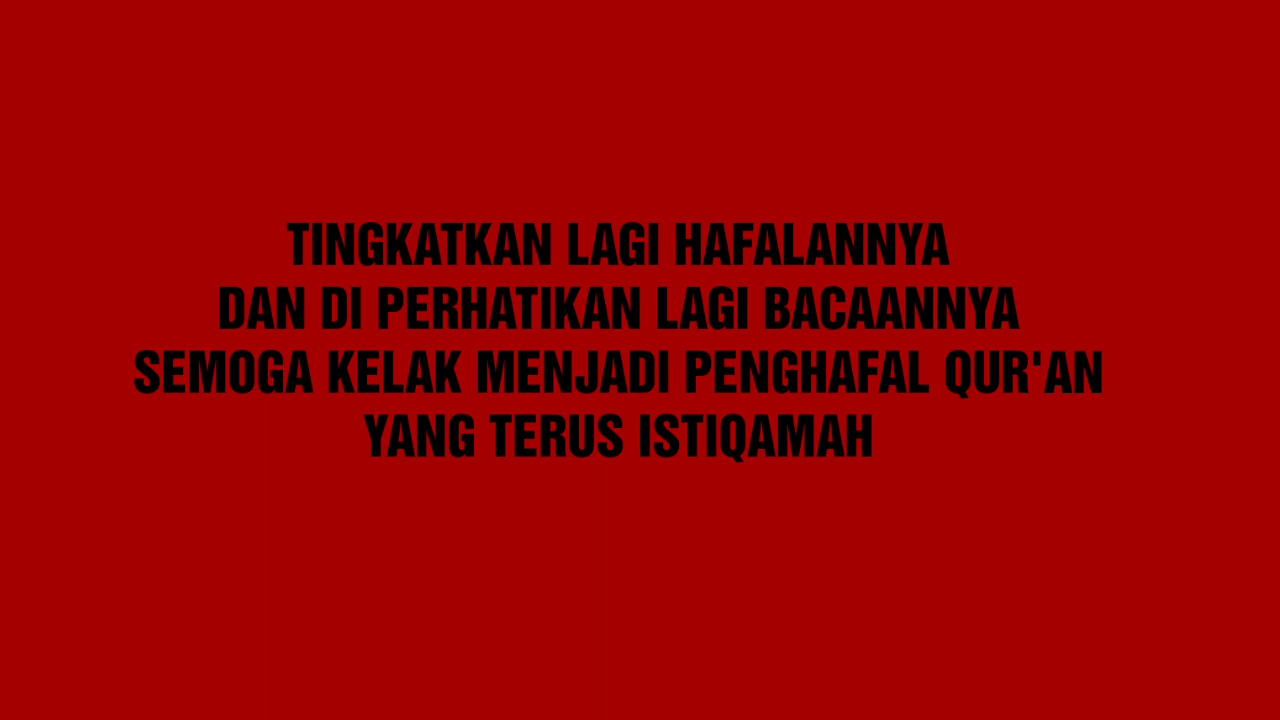 TINGKATKAN LAGI HAFALANNYA
DAN DI PERHATIKAN LAGI BACAANNYA
SEMOGA KELAK MENJADI PENGHAFAL QUR'AN
YANG TERUS ISTIQAMAH